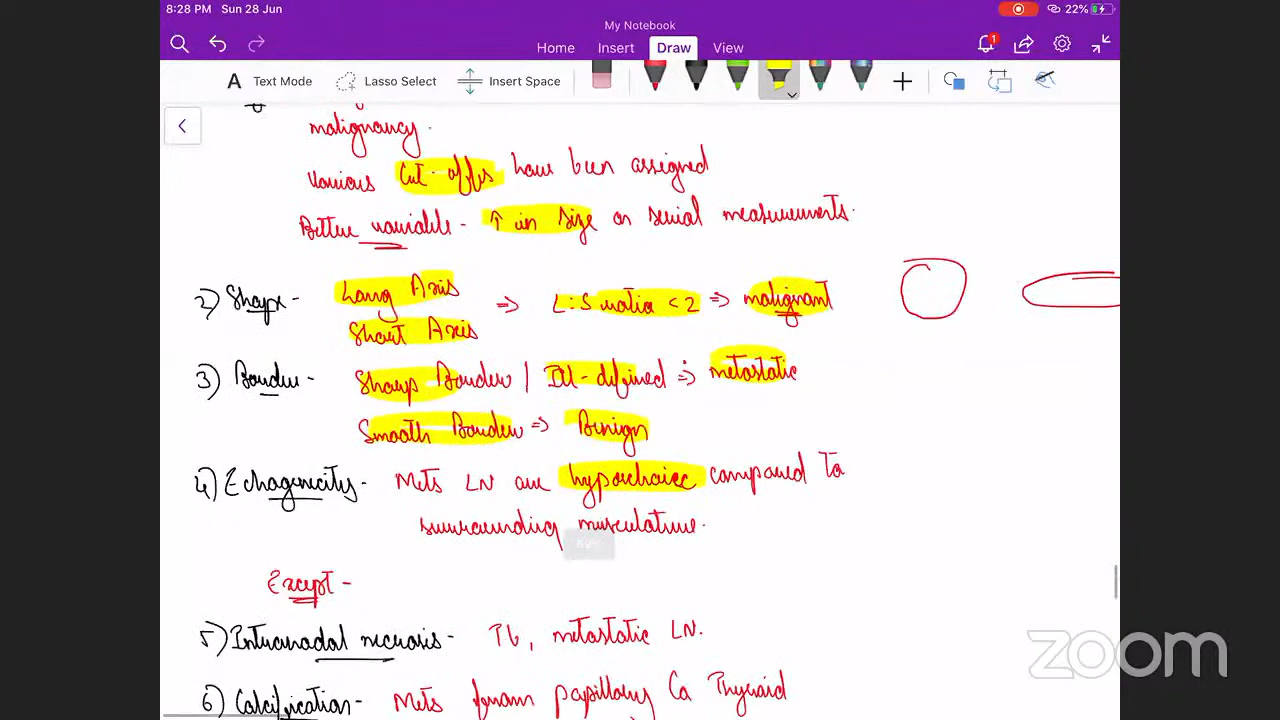 8:28 PM Sun 28 Jun
22%
My Notebook
Home Insert Draw View
1
A Text Mode Lasso Select Insert Space
malignancy.
Various Cut-offs have been assigned
Better variable - ↑ in size on serial measurements.
2) Shape - Long Axis
Short Axis
⇒ L:S ratio < 2 ⇒ malignant
3) Border - Sharp Border / Ill-defined ⇒ metastatic
Smooth Border ⇒ Benign
4) Echogenicity - Mets LN are hypoechoic compared to
surrounding musculature.
Except -
5) Intranodal necrosis - Tb, metastatic LN.
6) Calcification - Mets from papillary Ca Thyroid
zoom